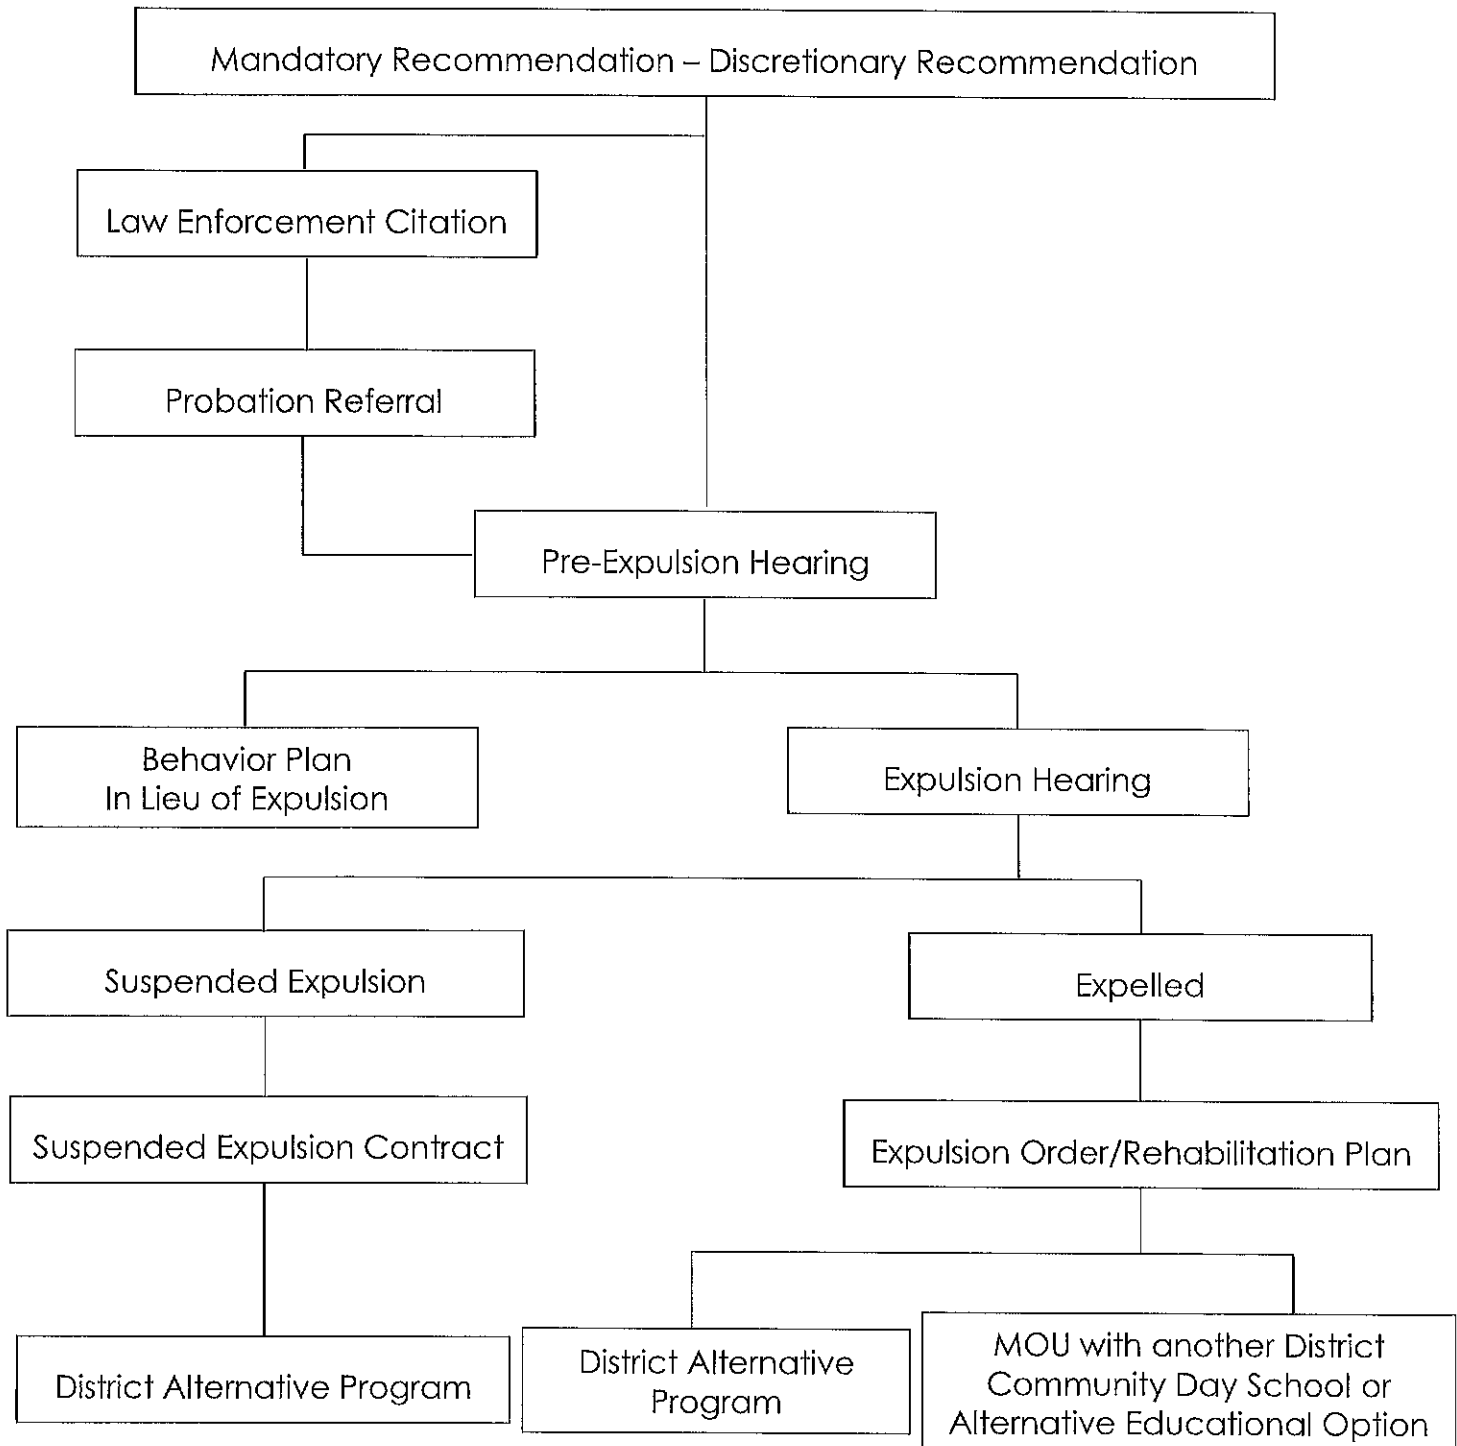 Mandatory Recommendation – Discretionary Recommendation
Law Enforcement Citation
Probation Referral
Pre-Expulsion Hearing
Behavior Plan
In Lieu of Expulsion
Expulsion Hearing
Suspended Expulsion
Expelled
Suspended Expulsion Contract
Expulsion Order/Rehabilitation Plan
District Alternative Program
District Alternative
Program
MOU with another District
Community Day School or
Alternative Educational Option